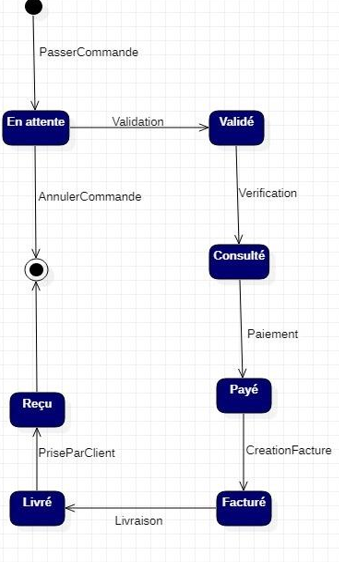 PasserCommande
En attente
Validation
Validé
AnnulerCommande
Verification
Consulté
Paiement
Reçu
Payé
PriseParClient
CreationFacture
Livré
Livraison
Facturé